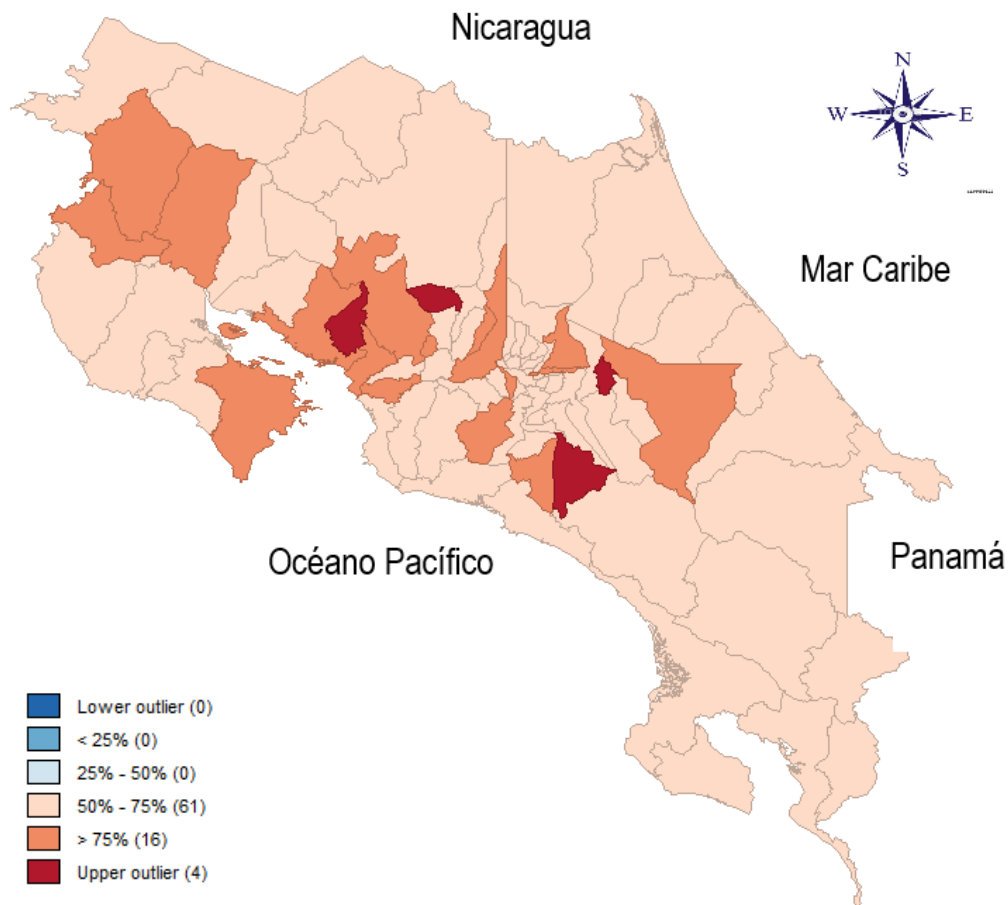 Nicaragua
N
W
E
S
Mar Caribe
Océano Pacífico
Panamá
Lower outlier (0)
< 25% (0)
25% - 50% (0)
50% - 75% (61)
> 75% (16)
Upper outlier (4)